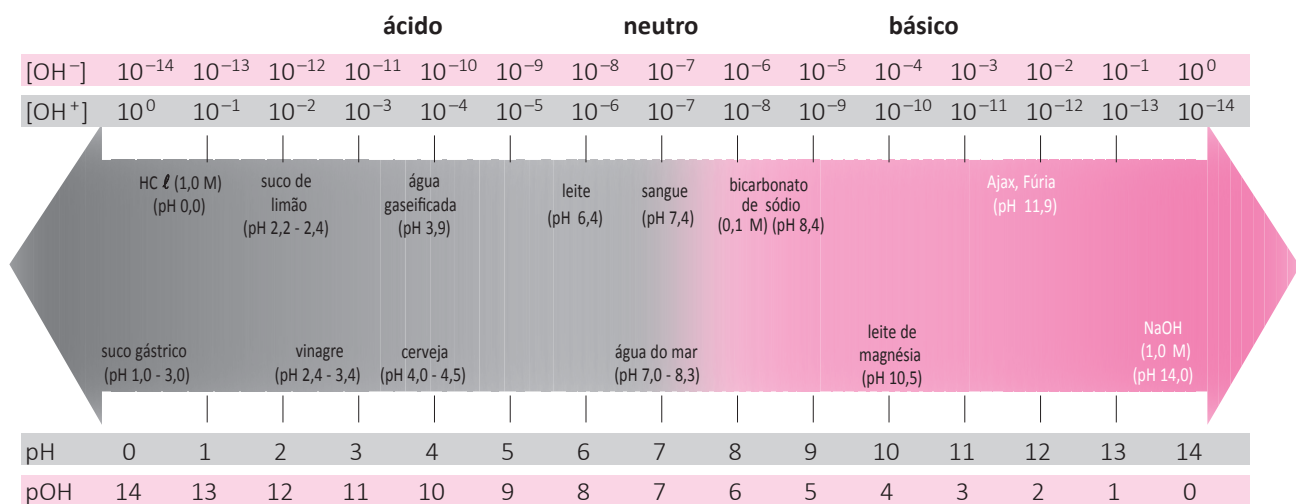 ácido neutro básico
[OH⁻] 10⁻¹⁴ 10⁻¹³ 10⁻¹² 10⁻¹¹ 10⁻¹⁰ 10⁻⁹ 10⁻⁸ 10⁻⁷ 10⁻⁶ 10⁻⁵ 10⁻⁴ 10⁻³ 10⁻² 10⁻¹ 10⁰
[OH⁺] 10⁰ 10⁻¹ 10⁻² 10⁻³ 10⁻⁴ 10⁻⁵ 10⁻⁶ 10⁻⁷ 10⁻⁸ 10⁻⁹ 10⁻¹⁰ 10⁻¹¹ 10⁻¹² 10⁻¹³ 10⁻¹⁴
HCℓ (1,0 M)
(pH 0,0)
suco de
limão
(pH 2,2 - 2,4)
água
gaseificada
(pH 3,9)
leite
(pH 6,4)
sangue
(pH 7,4)
bicarbonato
de sódio
(0,1 M) (pH 8,4)
Ajax, Fúria
(pH 11,9)
suco gástrico
(pH 1,0 - 3,0)
vinagre
(pH 2,4 - 3,4)
cerveja
(pH 4,0 - 4,5)
água do mar
(pH 7,0 - 8,3)
leite de
magnésia
(pH 10,5)
NaOH
(1,0 M)
(pH 14,0)
pH 0 1 2 3 4 5 6 7 8 9 10 11 12 13 14
pOH 14 13 12 11 10 9 8 7 6 5 4 3 2 1 0